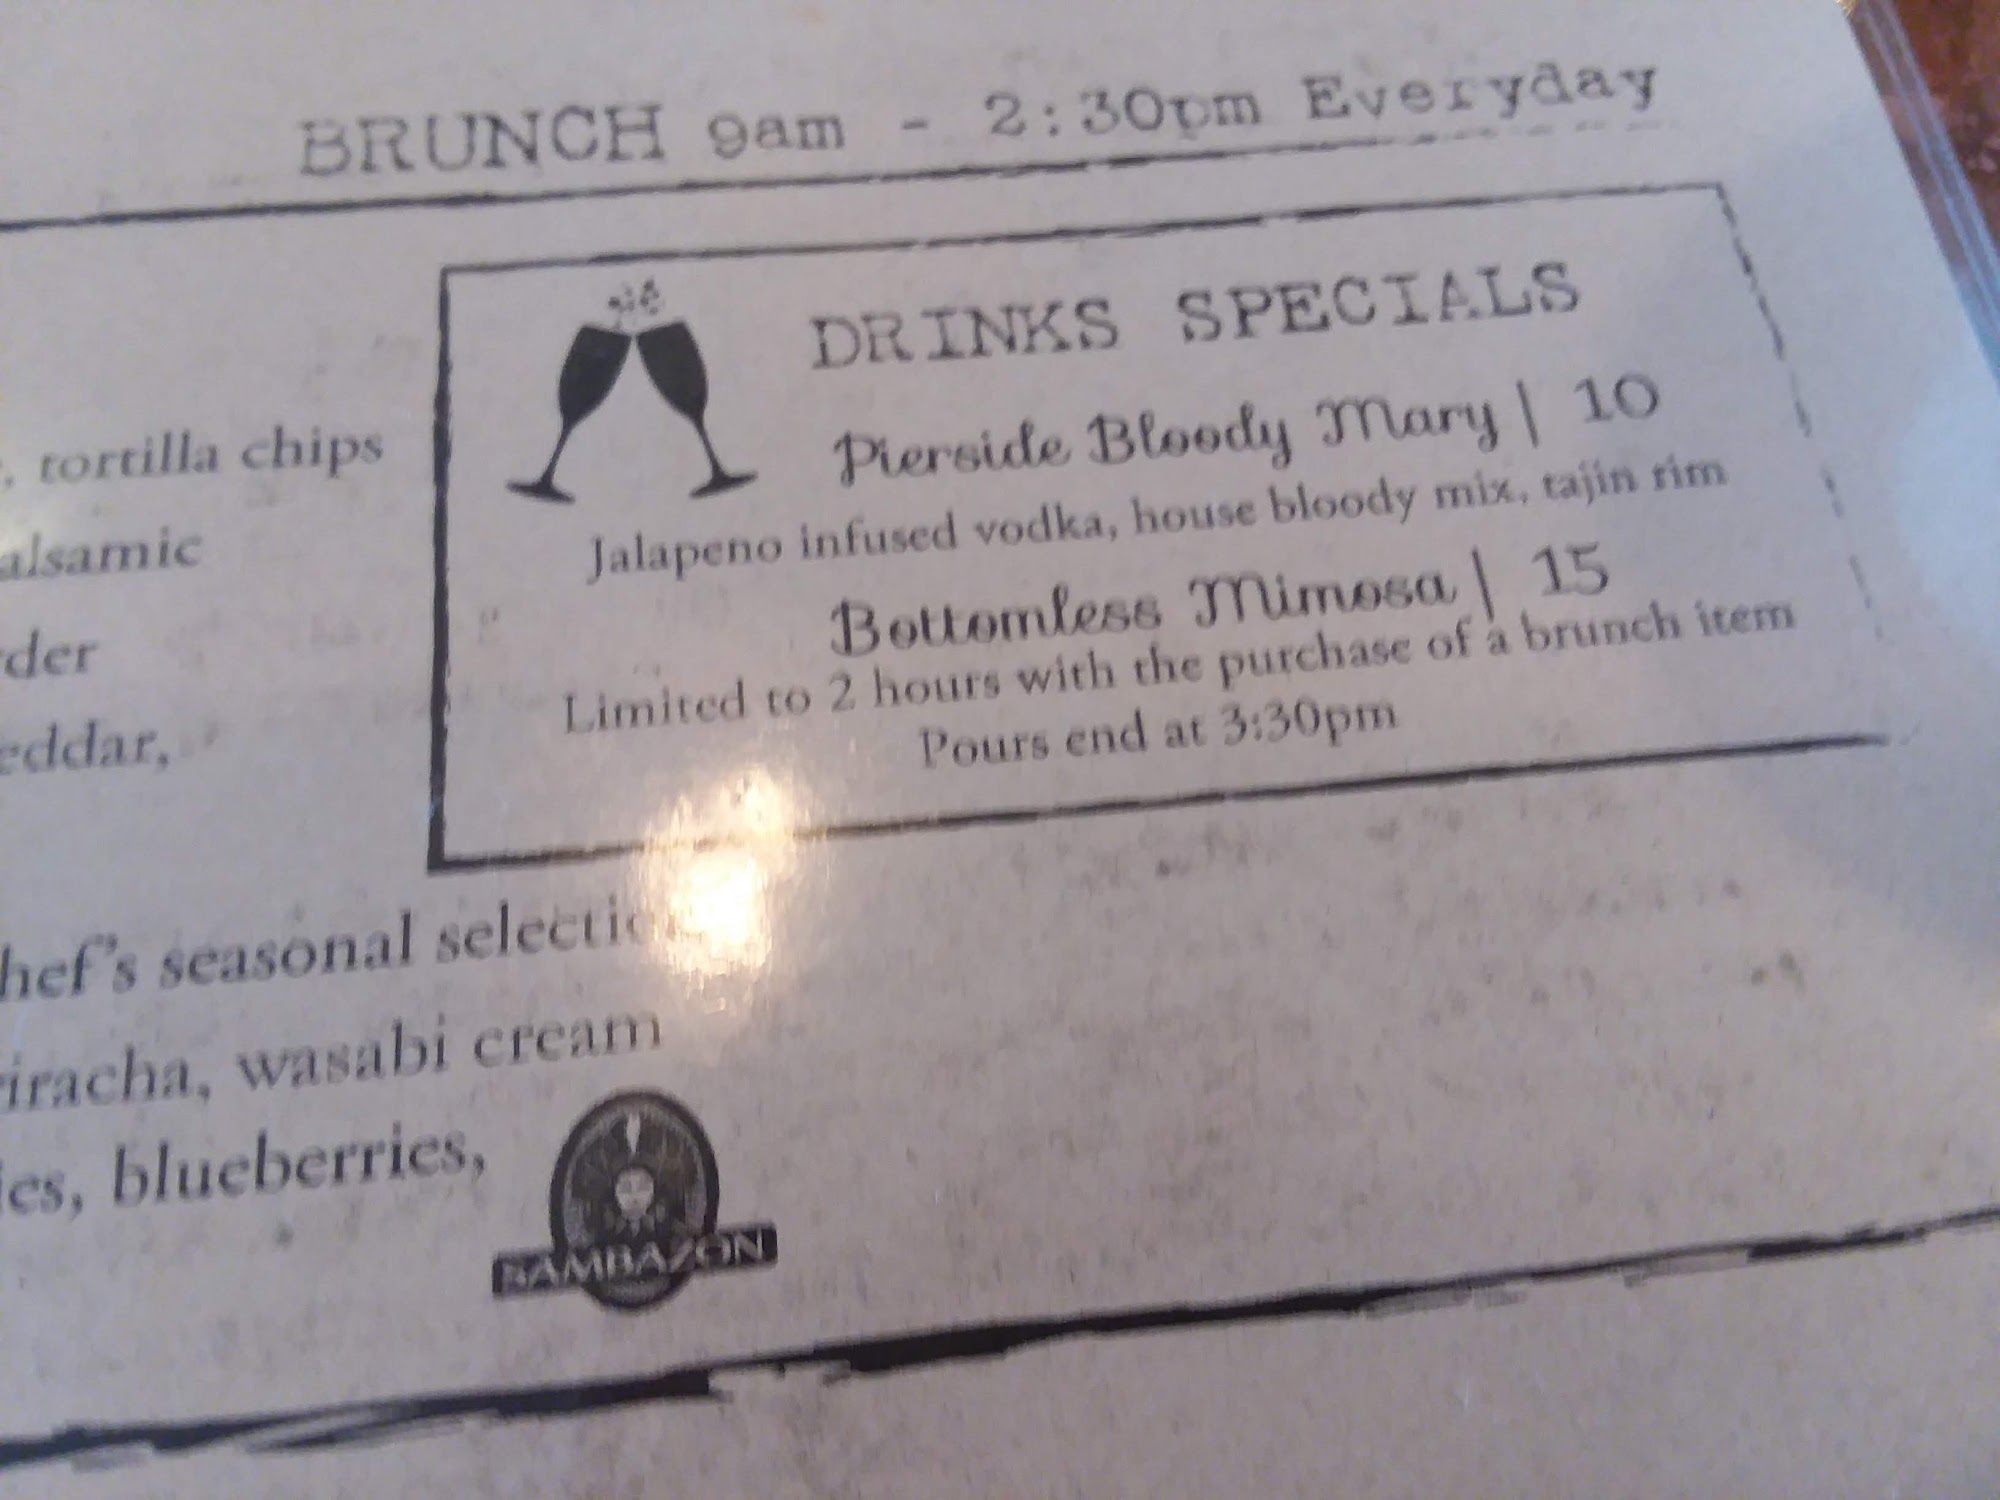 BRUNCH 9am - 2:30pm Everyday
DRINKS SPECIALS
Pierside Bloody Mary | 10
Jalapeno infused vodka, house bloody mix, tajin rim
Bottomless Mimosa | 15
Limited to 2 hours with the purchase of a brunch item
Pours end at 3:30pm
, tortilla chips
alsamic
der
eddar,
hef's seasonal selecti
riracha, wasabi cream
ies, blueberries,
SAMBAZON